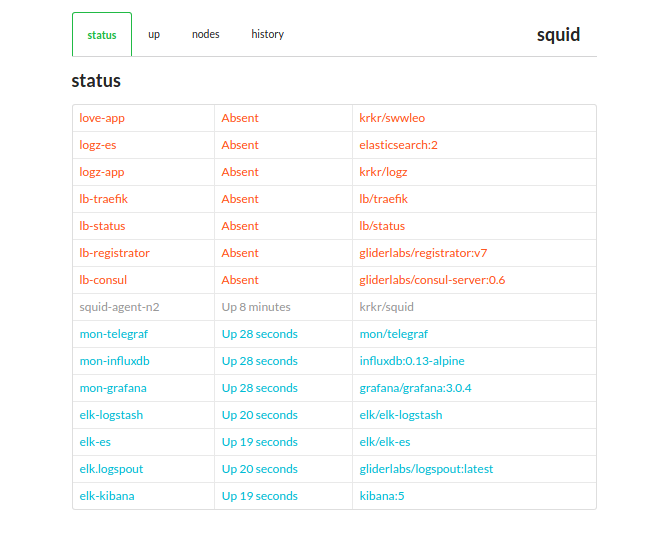 status up nodes history squid
status
love-app Absent krkr/swwleo
logz-es Absent elasticsearch:2
logz-app Absent krkr/logz
lb-traefik Absent lb/traefik
lb-status Absent lb/status
lb-registrator Absent gliderlabs/registrator:v7
lb-consul Absent gliderlabs/consul-server:0.6
squid-agent-n2 Up 8 minutes krkr/squid
mon-telegraf Up 28 seconds mon/telegraf
mon-influxdb Up 28 seconds influxdb:0.13-alpine
mon-grafana Up 28 seconds grafana/grafana:3.0.4
elk-logstash Up 20 seconds elk/elk-logstash
elk-es Up 19 seconds elk/elk-es
elk.logspout Up 20 seconds gliderlabs/logspout:latest
elk-kibana Up 19 seconds kibana:5